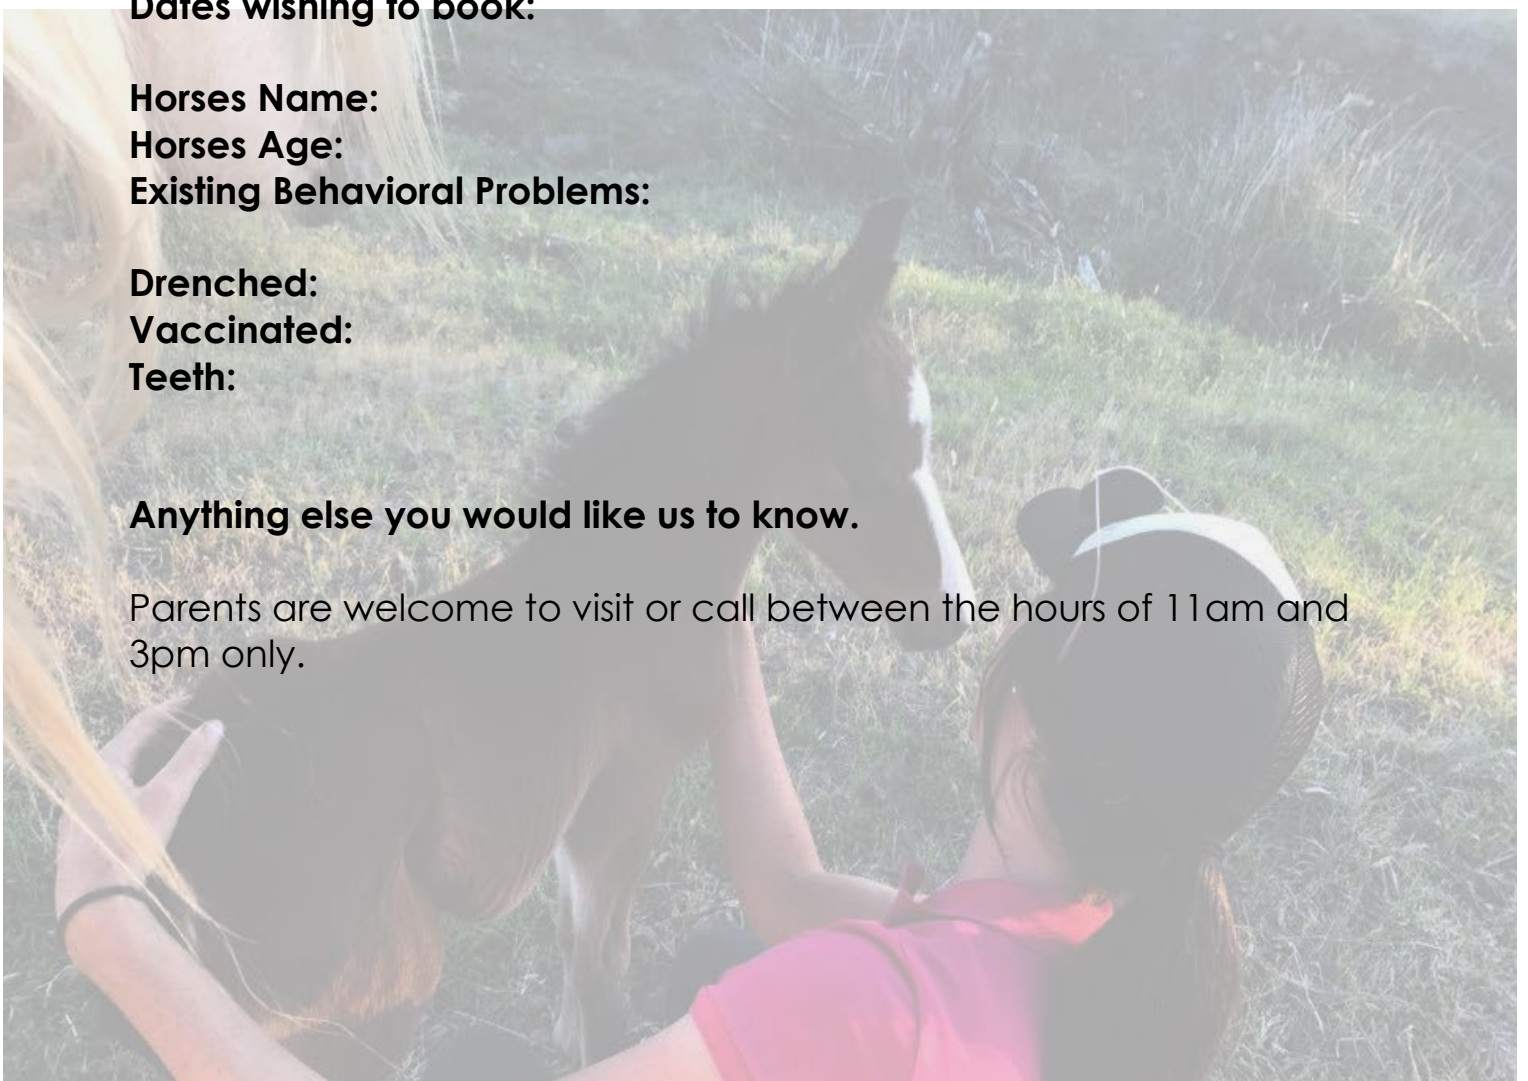 Dates wishing to book:
Horses Name:
Horses Age:
Existing Behavioral Problems:
Drenched:
Vaccinated:
Teeth:
Anything else you would like us to know.
Parents are welcome to visit or call between the hours of 11am and
3pm only.